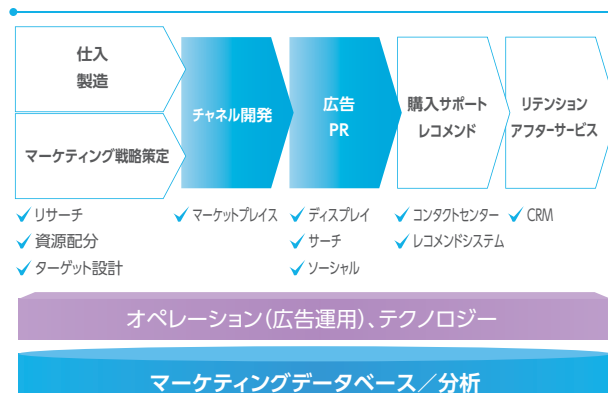 仕入
製造
マーケティング戦略策定
チャネル開発
広告
PR
購入サポート
レコメンド
リテンション
アフターサービス
リサーチ
資源配分
ターゲット設計
マーケットプレイス
ディスプレイ
サーチ
ソーシャル
コンタクトセンター
レコメンドシステム
CRM
オペレーション（広告運用）、テクノロジー
マーケティングデータベース／分析